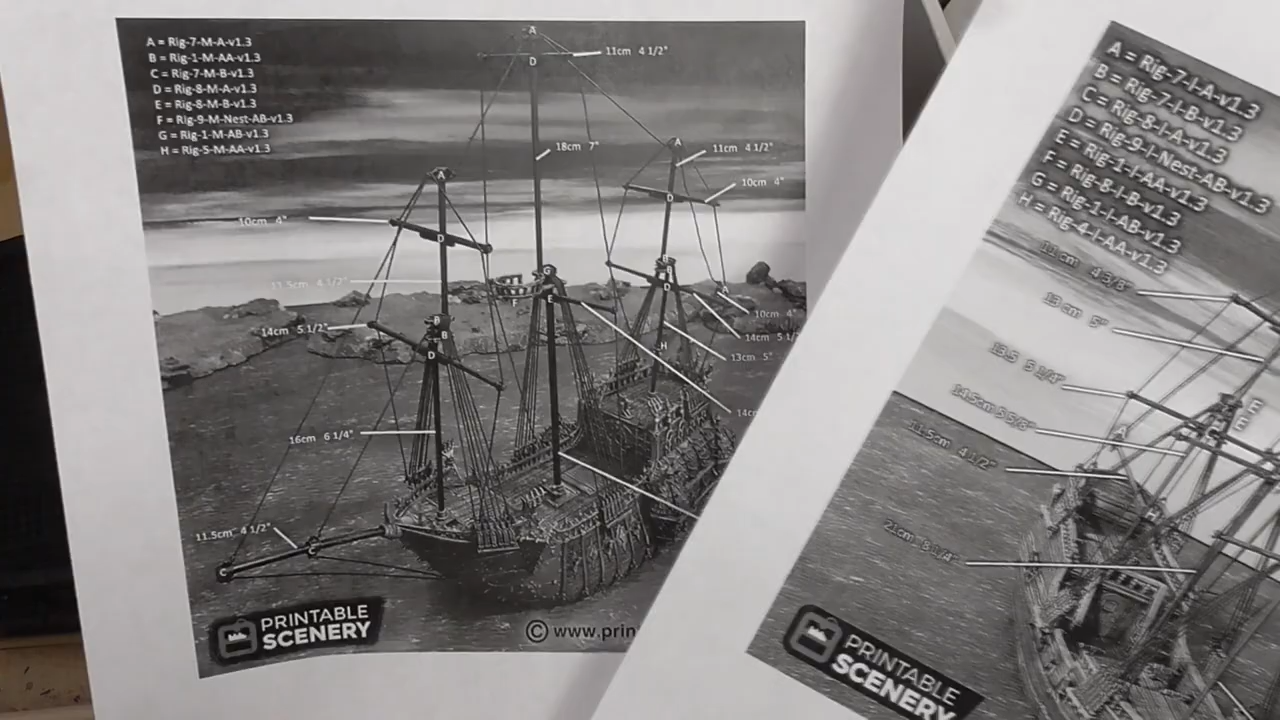 A = Rig-7-M-A-v1.3
B = Rig-1-M-AA-v1.3
C = Rig-7-M-B-v1.3
D = Rig-8-M-A-v1.3
E = Rig-8-M-B-v1.3
F = Rig-9-M-Nest-AB-v1.3
G = Rig-1-M-AB-v1.3
H = Rig-5-M-AA-v1.3
A
11cm 4 1/2"
D
18cm 7"
A
11cm 4 1/2"
10cm 4"
D
A
10cm 4"
D
11.5cm 4 1/2"
G
F
E
B
B
D
A
10cm 4"
14cm 5 1/2"
B
B
D
14cm 5 1/
H
13cm 5"
14c
16cm 6 1/4"
11.5cm 4 1/2"
C
C
PRINTABLE
SCENERY
© www.prin
A = Rig-7-I-A-v1.3
B = Rig-7-I-B-v1.3
C = Rig-8-I-A-v1.3
D = Rig-9-I-Nest-AB-v1.3
E = Rig-1-I-AA-v1.3
F = Rig-8-I-B-v1.3
G = Rig-1-I-AB-v1.3
H = Rig-4-I-AA-v1.3
11cm 4 3/8"
13cm 5"
13.5 5 1/4"
E
E
14.5cm 5 5/8"
A
11.5cm 4 1/2"
H
21cm 8 1/4"
PRINTABLE
SCENERY